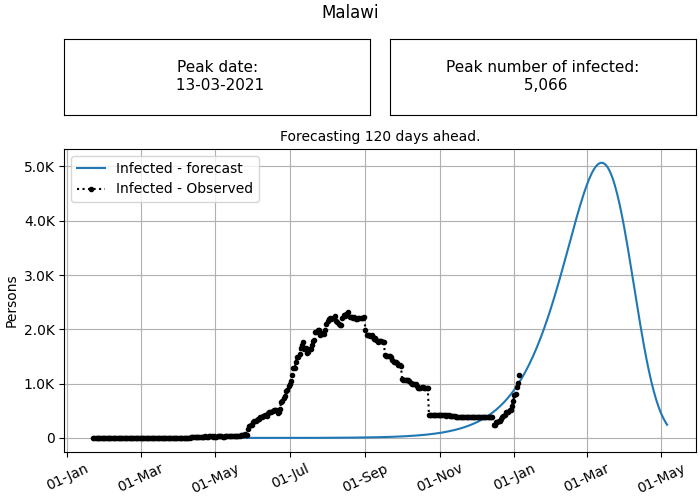 Malawi
Peak date:
13-03-2021
Peak number of infected:
5,066
Forecasting 120 days ahead.
Infected - forecast
Infected - Observed
5.0K
4.0K
3.0K
2.0K
1.0K
0
Persons
01-Jan
01-Mar
01-May
01-Jul
01-Sep
01-Nov
01-Jan
01-Mar
01-May